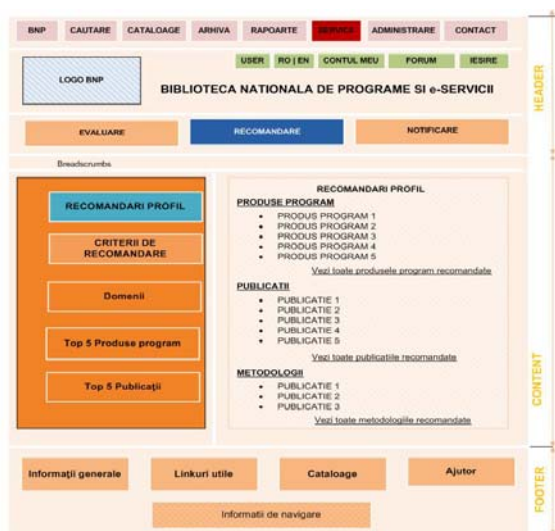 BNP CAUTARE CATALOAGE ARHIVA RAPOARTE SERVICII ADMINISTRARE CONTACT
USER RO | EN CONTUL MEU FORUM IESIRE
LOGO BNP
BIBLIOTECA NATIONALA DE PROGRAME SI e-SERVICII
HEADER
EVALUARE RECOMANDARE NOTIFICARE
Breadscrumbs
RECOMANDARI PROFIL
CRITERII DE
RECOMANDARE
Domenii
Top 5 Produse program
Top 5 Publicaţii
RECOMANDARI PROFIL
PRODUSE PROGRAM
• PRODUS PROGRAM 1
• PRODUS PROGRAM 2
• PRODUS PROGRAM 3
• PRODUS PROGRAM 4
• PRODUS PROGRAM 5
Vezi toate produsele program recomandate
PUBLICATII
• PUBLICATIE 1
• PUBLICATIE 2
• PUBLICATIE 3
• PUBLICATIE 4
• PUBLICATIE 5
Vezi toate publicatiile recomandate
METODOLOGII
• PUBLICATIE 1
• PUBLICATIE 2
• PUBLICATIE 3
Vezi toate metodologiile recomandate
CONTENT
Informaţii generale Linkuri utile Cataloage Ajutor
Informatii de navigare
FOOTER